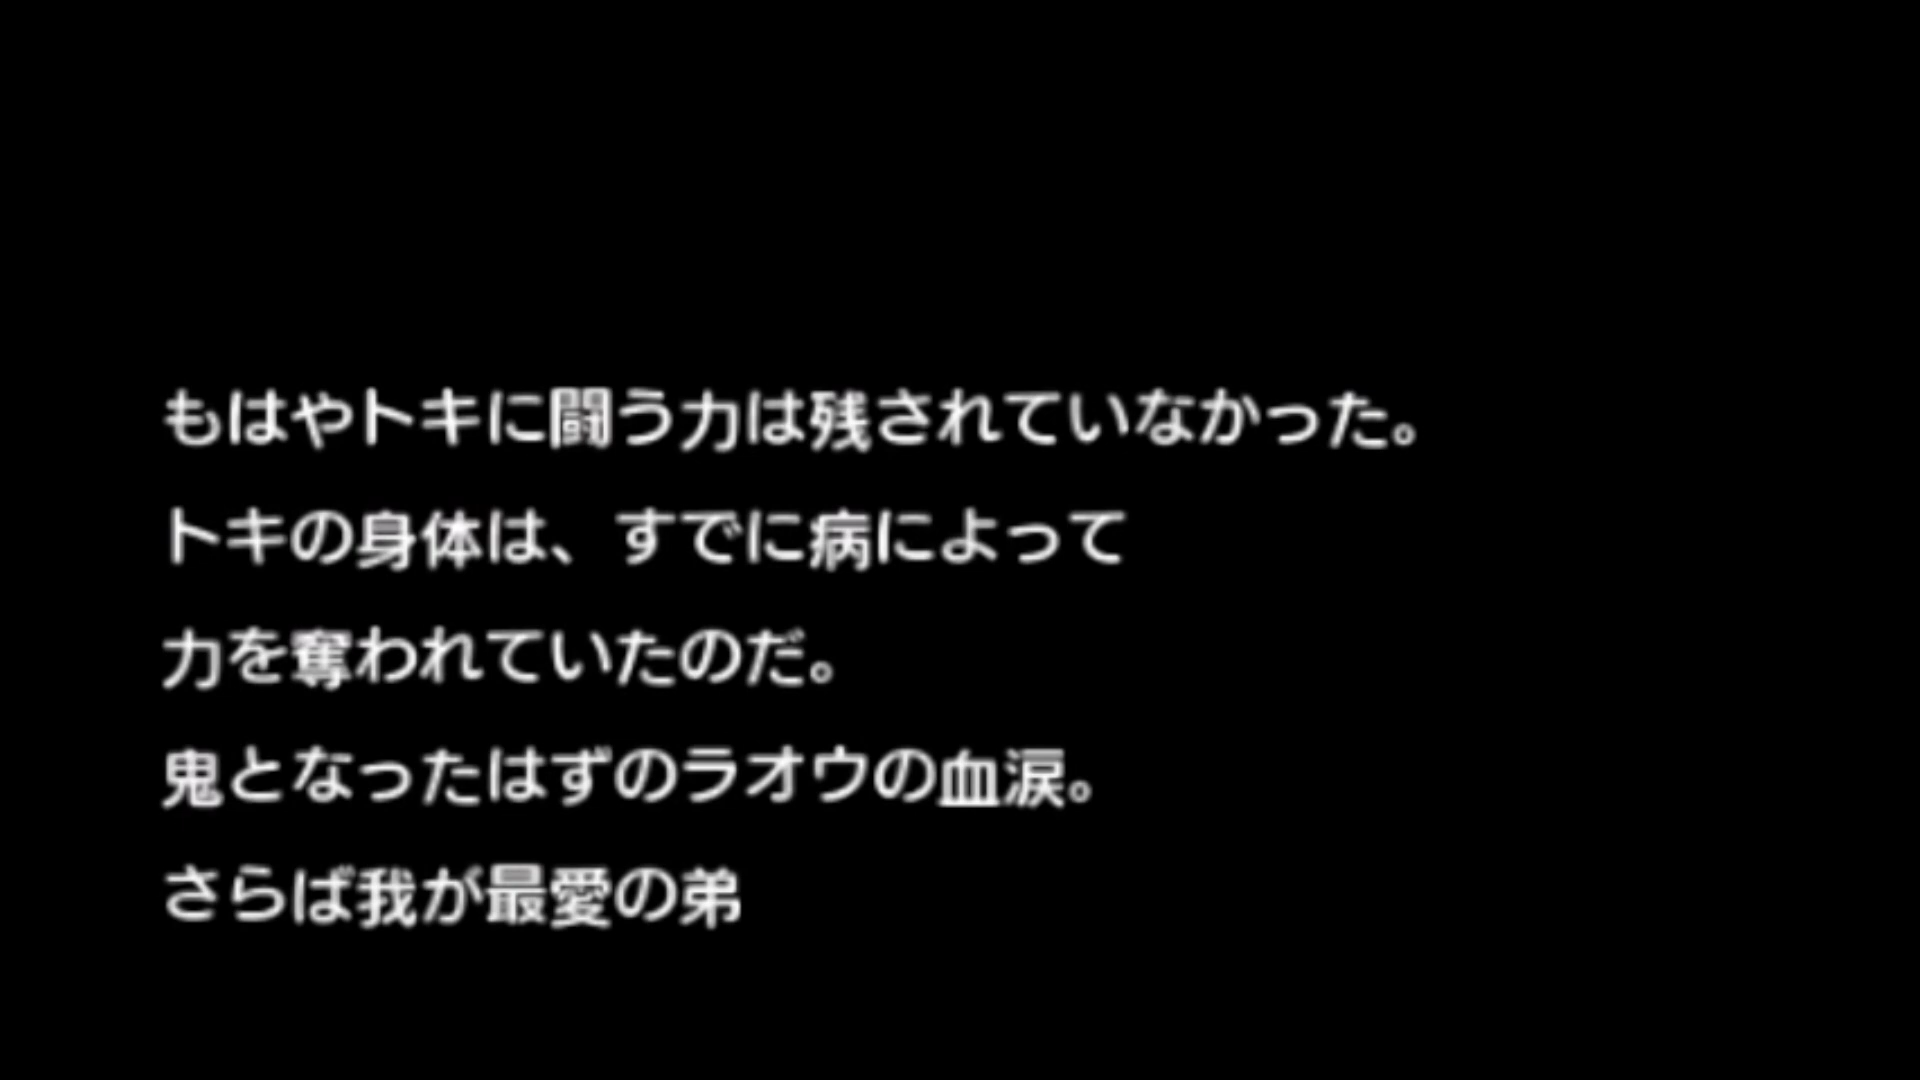 もはやトキに闘う力は残されていなかった。
トキの身体は、すでに病によって
力を奪われていたのだ。
鬼となったはずのラオウの血涙。
さらば我が最愛の弟